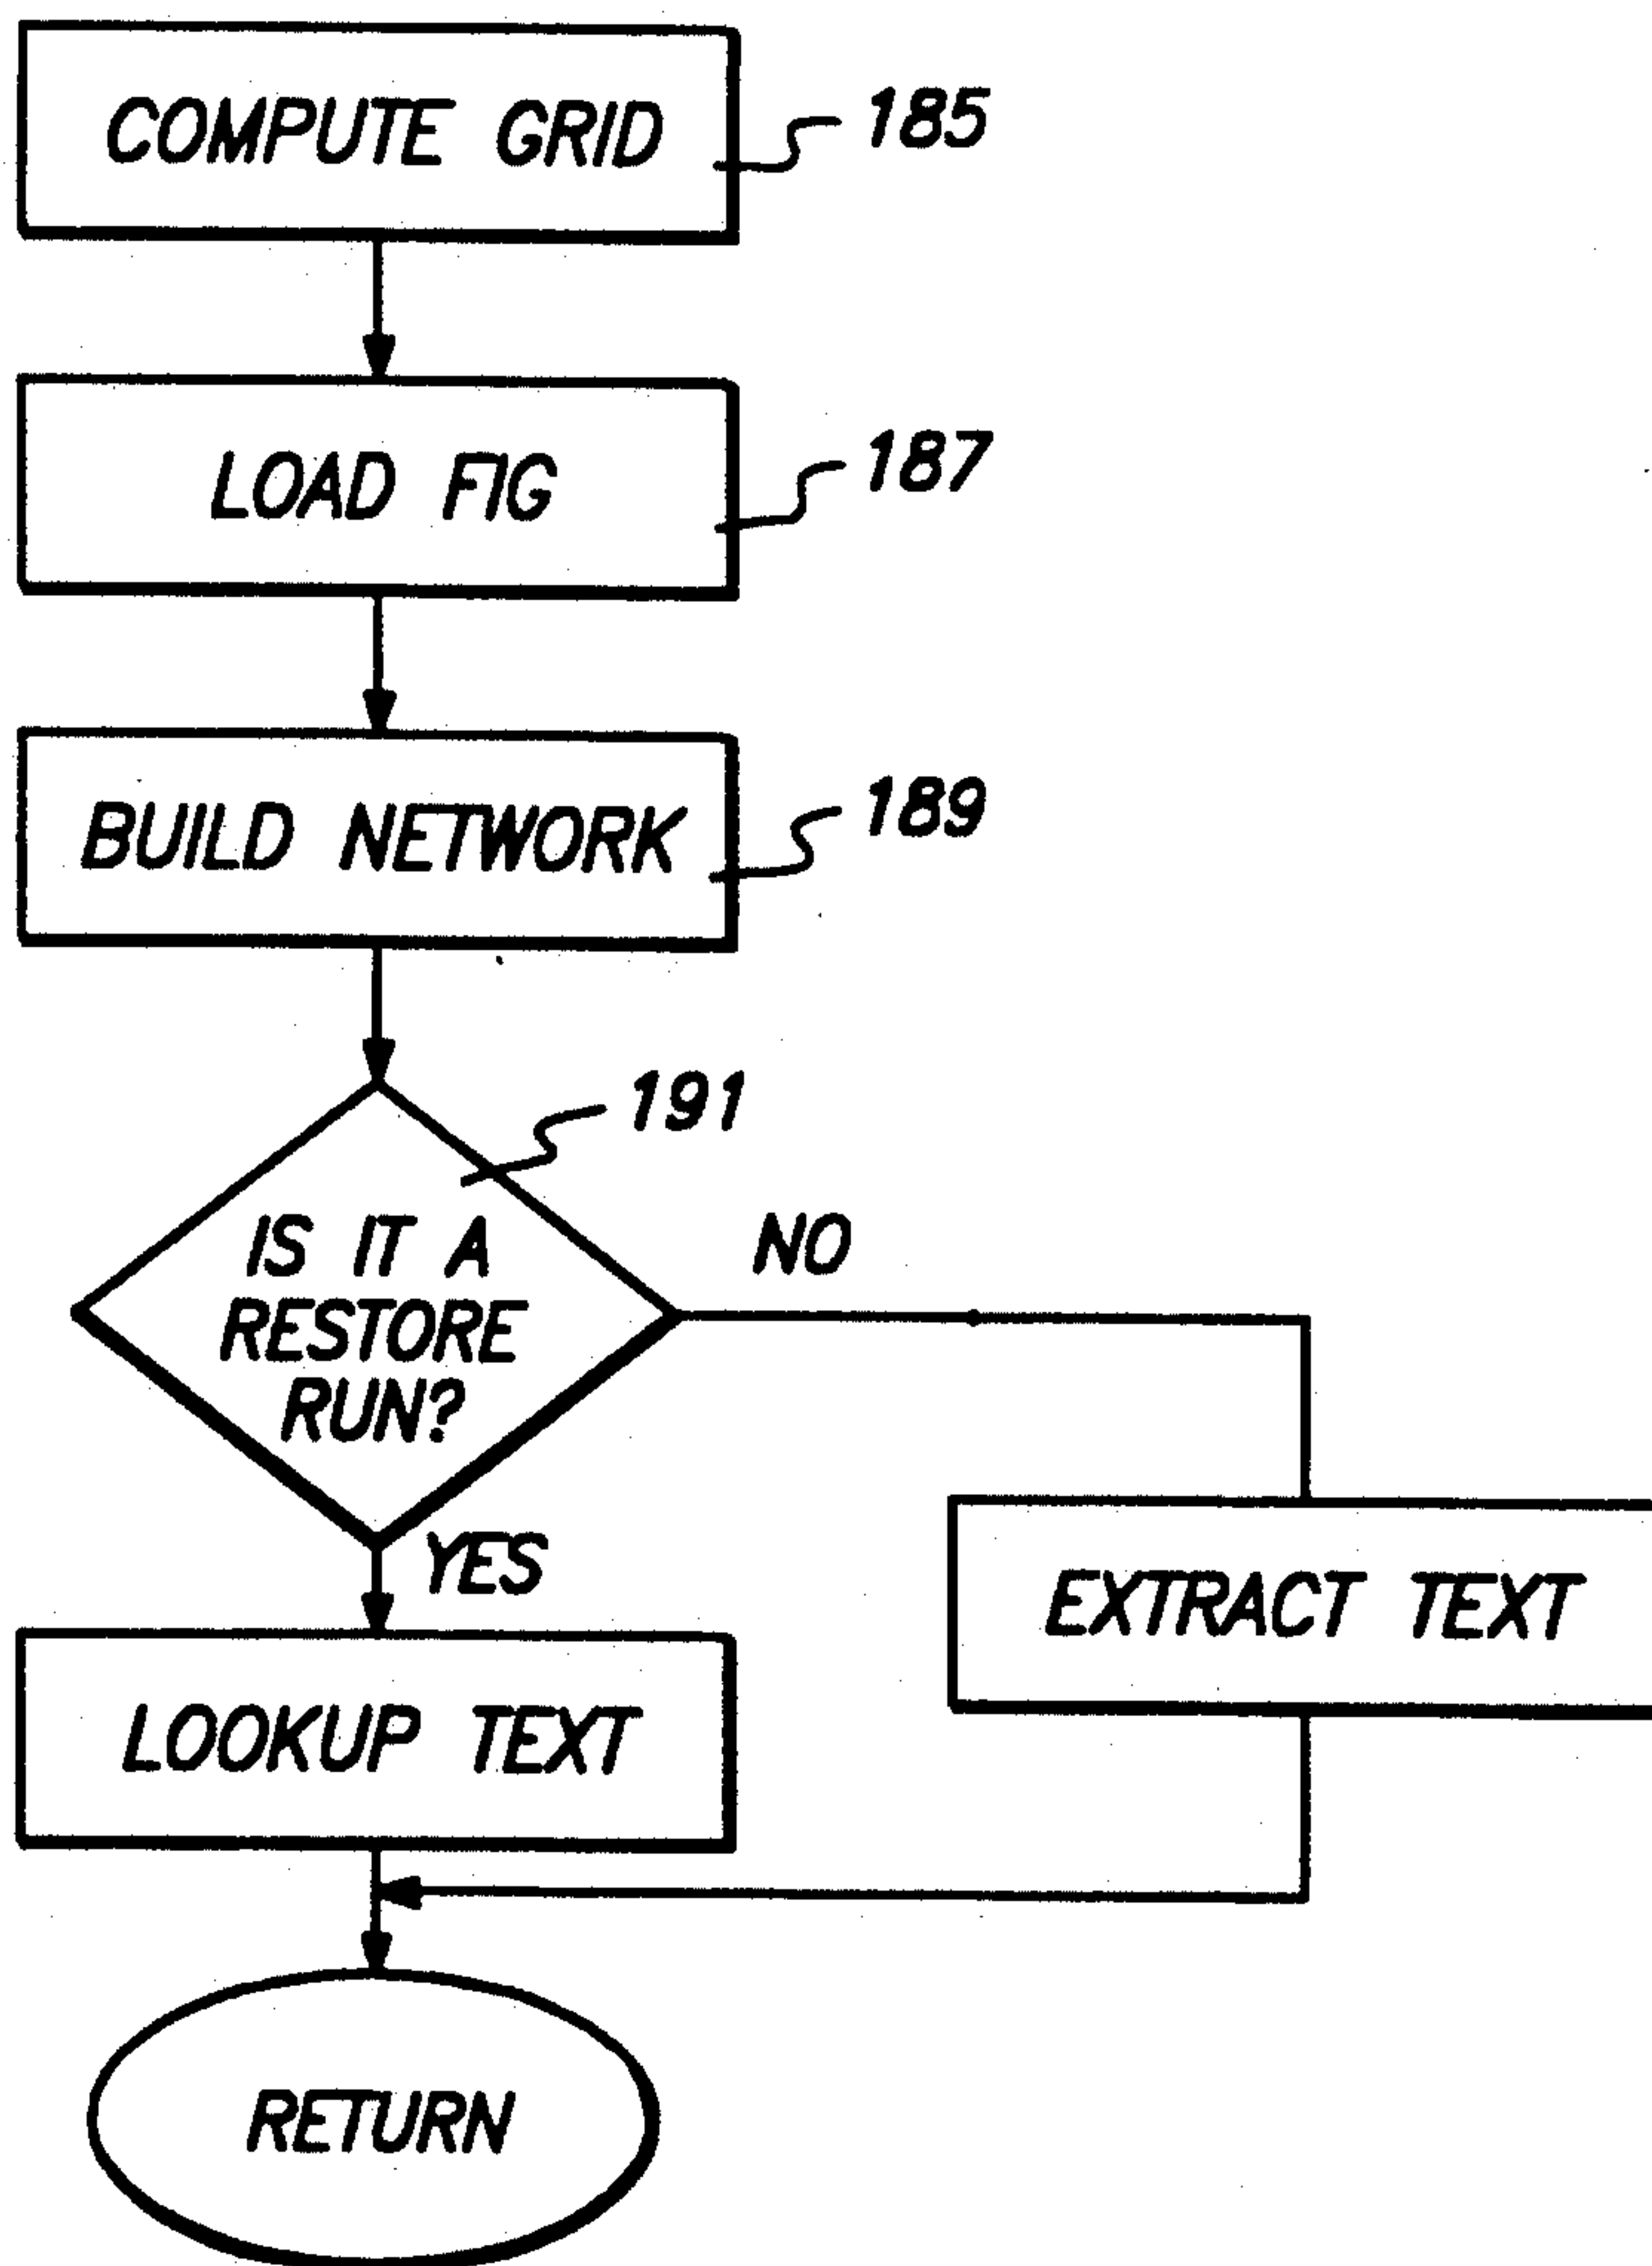 COMPUTE GRID
185
LOAD FIG
187
BUILD NETWORK
189
191
IS IT A
RESTORE
RUN?
NO
YES
EXTRACT TEXT
LOOKUP TEXT
RETURN